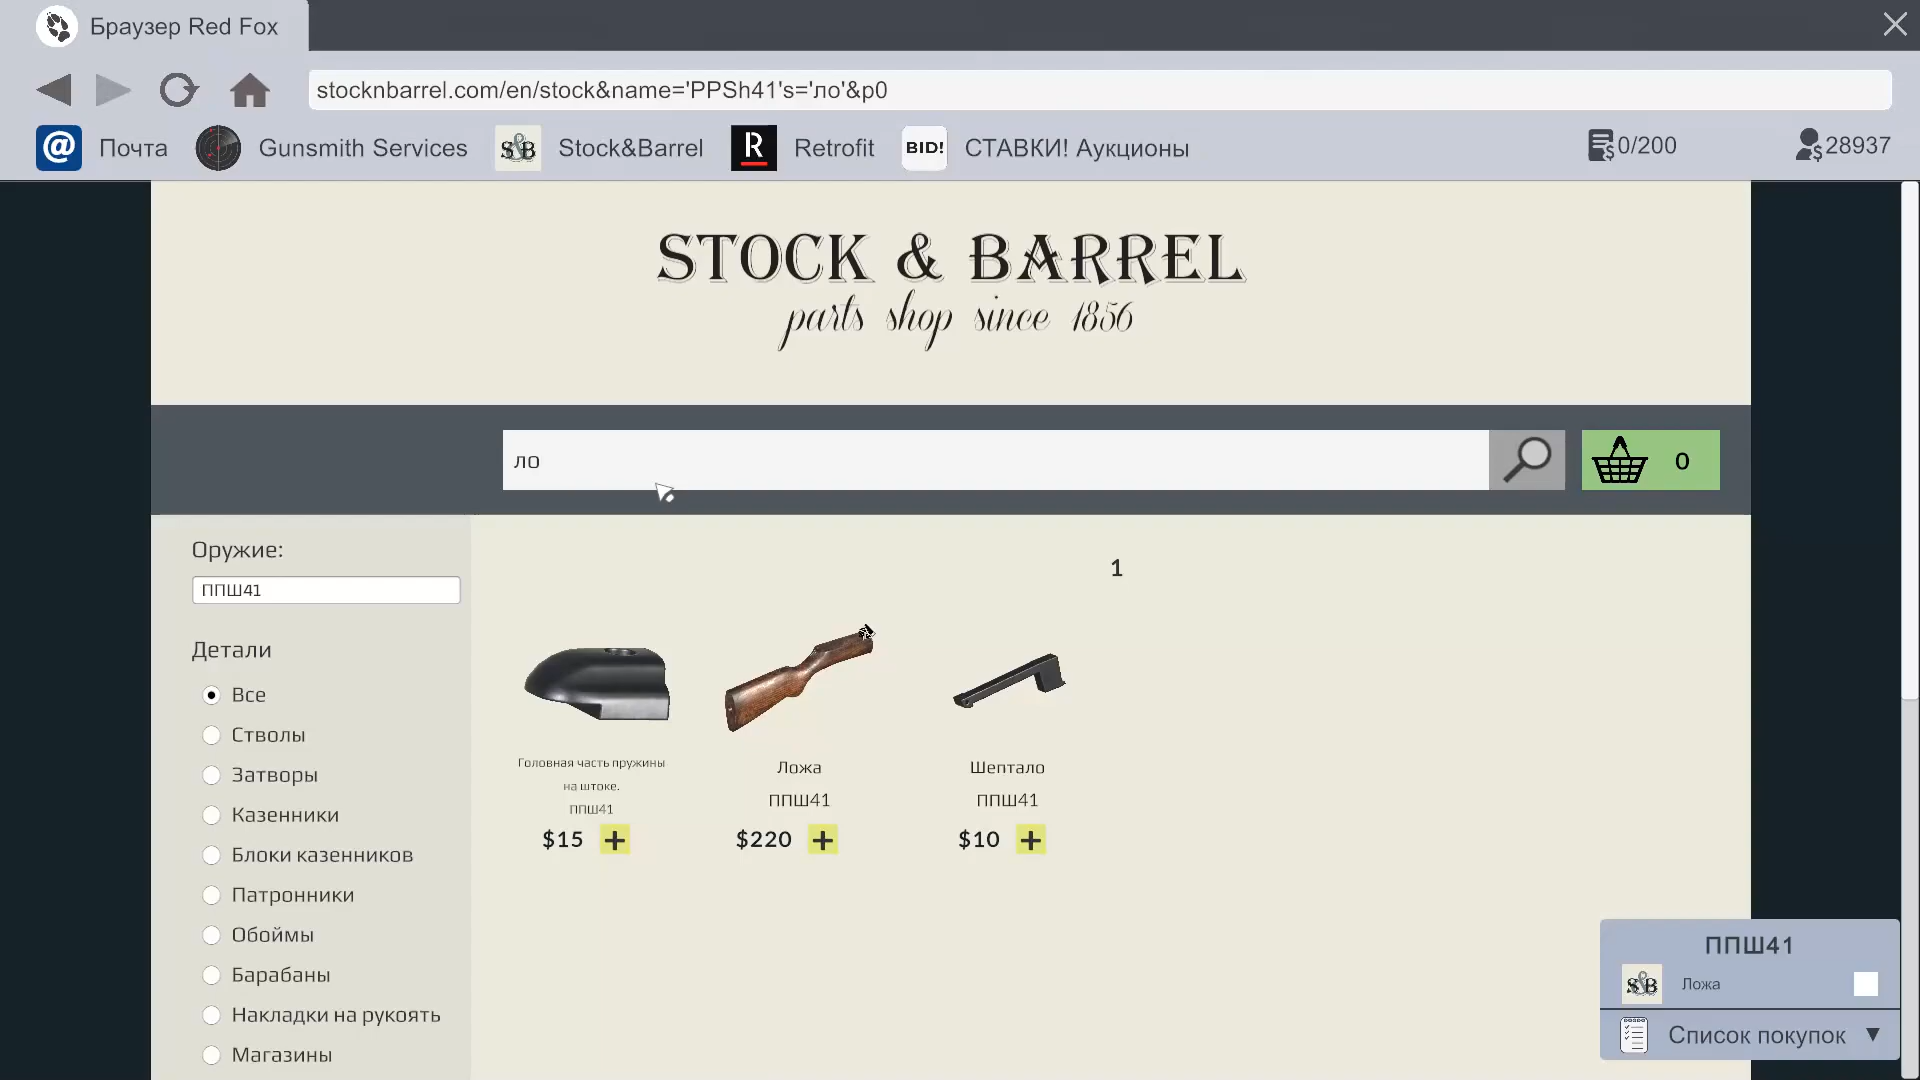 Браузер Red Fox
stocknbarrel.com/en/stock&name='PPSh41's='ло'&p0
@ Почта Gunsmith Services S&B Stock&Barrel R Retrofit BID! СТАВКИ! Аукционы 0/200 28937
STOCK & BARREL
parts shop since 1856
ло 0
Оружие:
ППШ41
Детали
Все
Стволы
Затворы
Казенники
Блоки казенников
Патронники
Обоймы
Барабаны
Накладки на рукоять
Магазины
1
Головная часть пружины
на штоке.
ППШ41
$15 +
Ложа
ППШ41
$220 +
Шептало
ППШ41
$10 +
ППШ41
S&B Ложа
Список покупок ▼